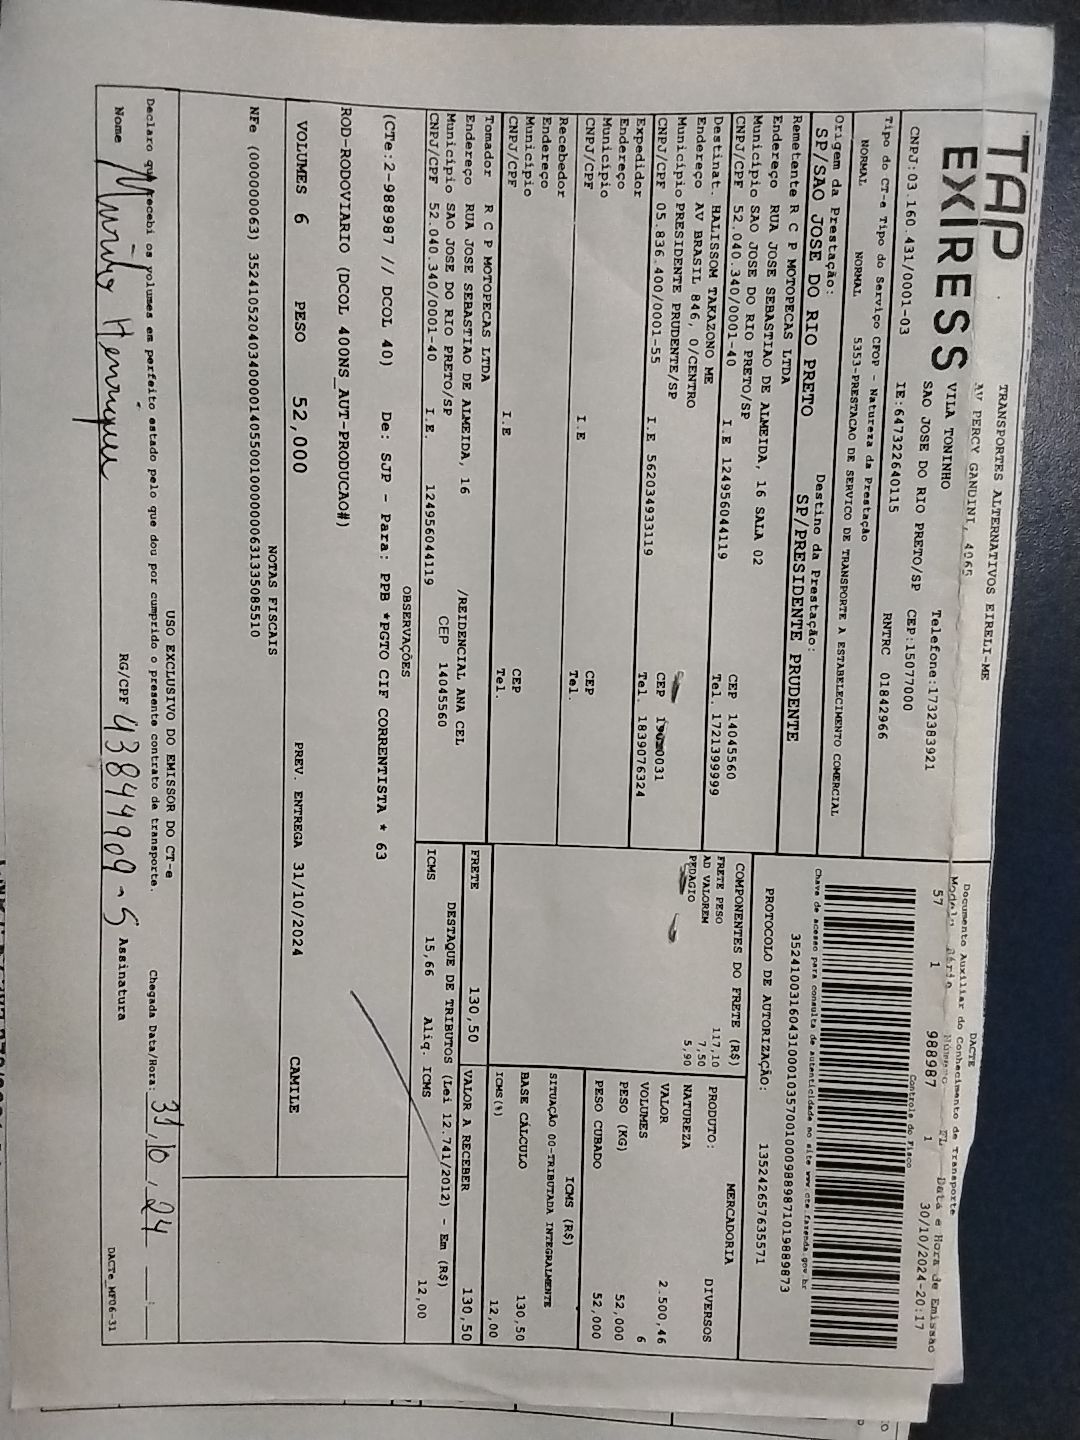 TAP
EXPRESS
TRANSPORTES ALTERNATIVOS EIRELI-ME
AV PERCY GANDINI, 4065
VILA TONINHO
SAO JOSE DO RIO PRETO/SP
Telefone:1732383921
CEP:15077000
CNPJ:03.160.431/0001-03
IE:647322640115
RNTRC 01842966
DACTE
Documento Auxiliar do Conhecimento de Transporte
Modelo Série Número FL Data e Hora de Emissão
57 1 988987 1 30/10/2024-20:17
Controle do Fisco
Tipo do CT-e Tipo do Serviço CFOP - Natureza da Prestação
NORMAL NORMAL 5353-PRESTACAO DE SERVICO DE TRANSPORTE A ESTABELECIMENTO COMERCIAL
Chave de acesso para consulta de autenticidade no site www.cte.fazenda.gov.br
35241003160431000103570010009889871019889873
PROTOCOLO DE AUTORIZAÇÃO: 135242657635571
Origem da Prestação: Destino da Prestação:
SP/SAO JOSE DO RIO PRETO SP/PRESIDENTE PRUDENTE
Remetente R C P MOTOPECAS LTDA
Endereço RUA JOSE SEBASTIAO DE ALMEIDA, 16 SALA 02
Município SAO JOSE DO RIO PRETO/SP CEP 14045560
CNPJ/CPF 52.040.340/0001-40 I.E 124956044119 Tel. 1721399999
Destinat. HALISSOM TAKAZONO ME
Endereço AV BRASIL 846, 0/CENTRO
Município PRESIDENTE PRUDENTE/SP CEP
CNPJ/CPF 05.836.400/0001-55 I.E 562034933119 Tel. 1839076324
Expedidor
Endereço
Município CEP
CNPJ/CPF I.E Tel.
Recebedor
Endereço
Município CEP
CNPJ/CPF I.E Tel.
Tomador R C P MOTOPECAS LTDA
Endereço RUA JOSE SEBASTIAO DE ALMEIDA, 16 /REIDENCIAL ANA CEL
Município SAO JOSE DO RIO PRETO/SP CEP 14045560
CNPJ/CPF 52.040.340/0001-40 I.E. 124956044119
COMPONENTES DO FRETE (R$)
FRETE PESO 117,10
AD VALOREM 7,50
PEDAGIO 5,90
MERCADORIA
PRODUTO: DIVERSOS
NATUREZA
VALOR 2.500,46
VOLUMES 6
PESO (KG) 52,000
PESO CUBADO 52,000
ICMS (R$)
SITUAÇÃO 00-TRIBUTADA INTEGRALMENTE
BASE CÁLCULO 130,50
ICMS(%) 12,00
FRETE 130,50 VALOR A RECEBER 130,50
DESTAQUE DE TRIBUTOS (Lei 12.741/2012) - Em (R$)
ICMS 15,66 Aliq. ICMS 12,00
OBSERVAÇÕES
(CTe:2-988987 // DCOL 40) De: SJP - Para: PPB *PGTO CIF CORRENTISTA * 63
ROD-RODOVIARIO (DCOL 400NS_AUT-PRODUCAO#)
VOLUMES 6 PESO 52,000 PREV. ENTREGA 31/10/2024 CAMILE
NOTAS FISCAIS
NFe (000000063) 35241052040340000140550010000000631335085510
USO EXCLUSIVO DO EMISSOR DO CT-e
Declaro que recebi os volumes em perfeito estado pelo que dou por cumprido o presente contrato de transporte. Chegada Data/Hora: 31, 10, 24 :
Nome Murilo Henrique RG/CPF 43844909-5 Assinatura
DACTe_MF06-31